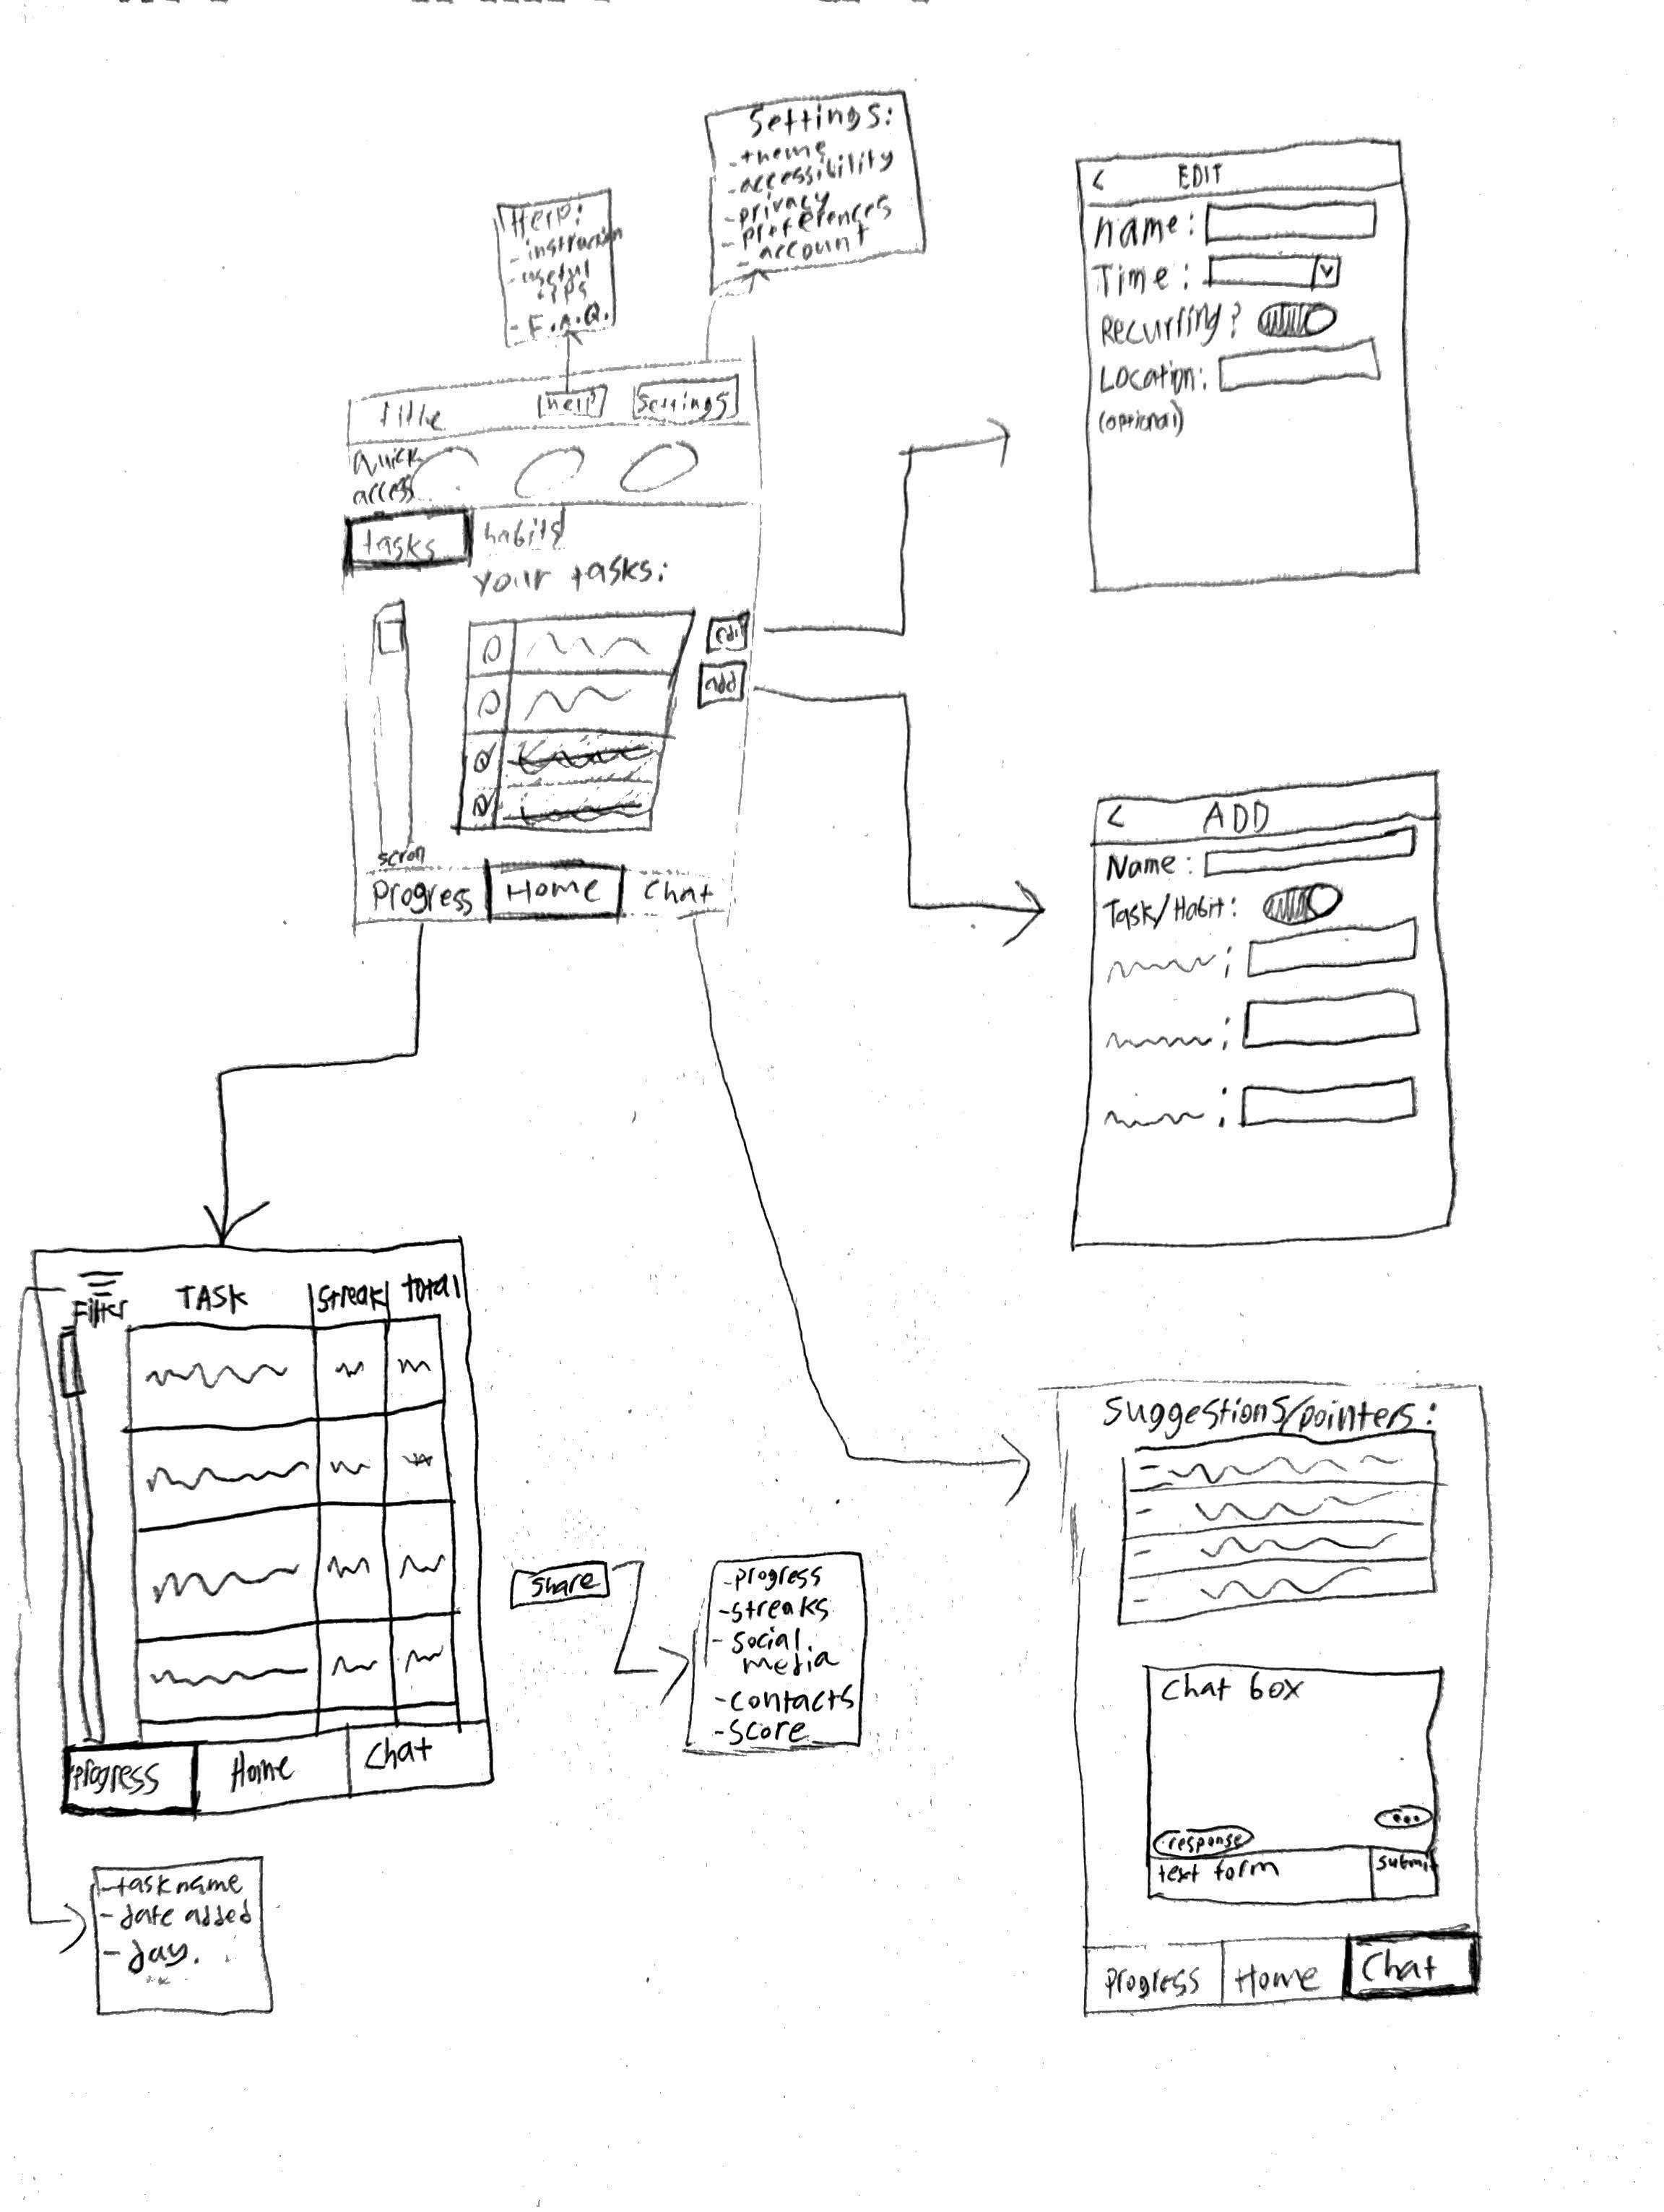 Settings:
-theme
-accessibility
-privacy
-preferences
-account
Help:
-instruction
-useful
tips
-F.A.Q.
title
help
settings
Quick
access
tasks
habits
your tasks:
edit
add
scroll
Progress
Home
Chat
< EDIT
name:
Time: v
Recurring?
Location:
(optional)
< ADD
Name:
Task/Habit:
Filter
TASK
streak
total
progress
Home
Chat
share
-progress
-streaks
-social
media
-contacts
-score
-task name
-date added
-day.
Suggestions/pointers:
Chat box
...
response
text form
submit
progress
Home
Chat